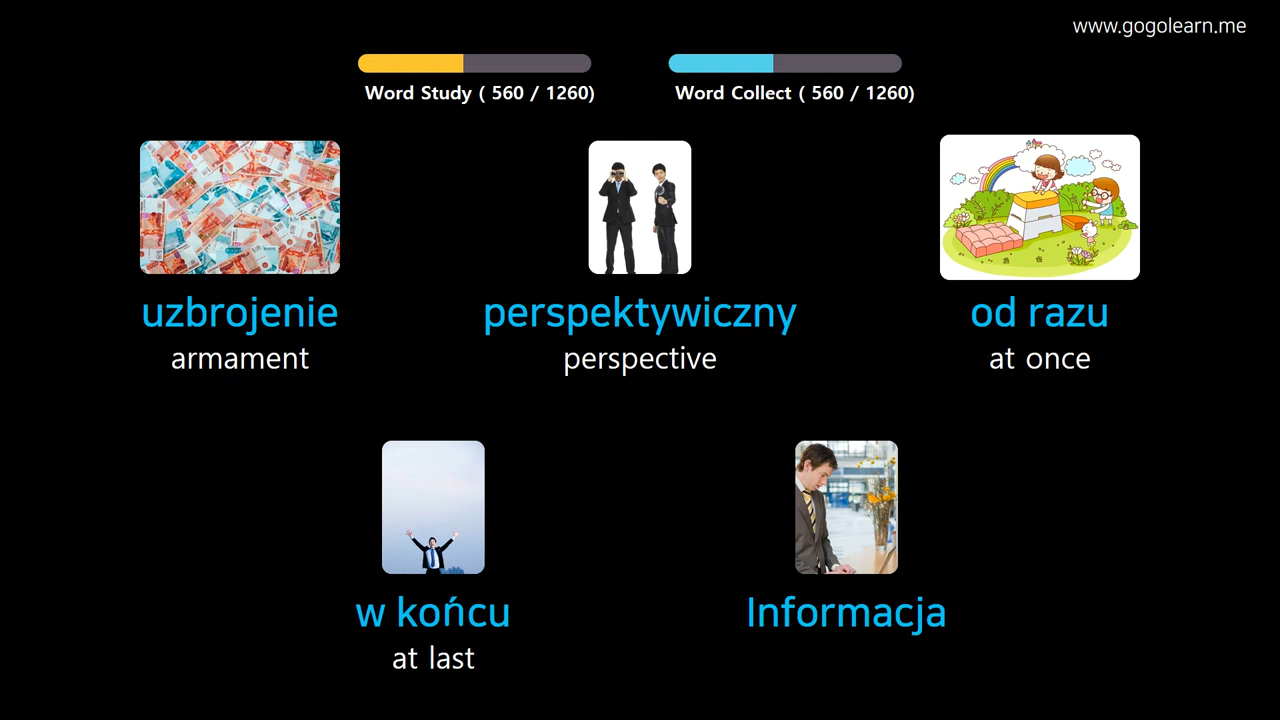 www.gogolearn.me
Word Study ( 560 / 1260)
Word Collect ( 560 / 1260)
uzbrojenie
armament
perspektywiczny
perspective
od razu
at once
w końcu
at last
Informacja